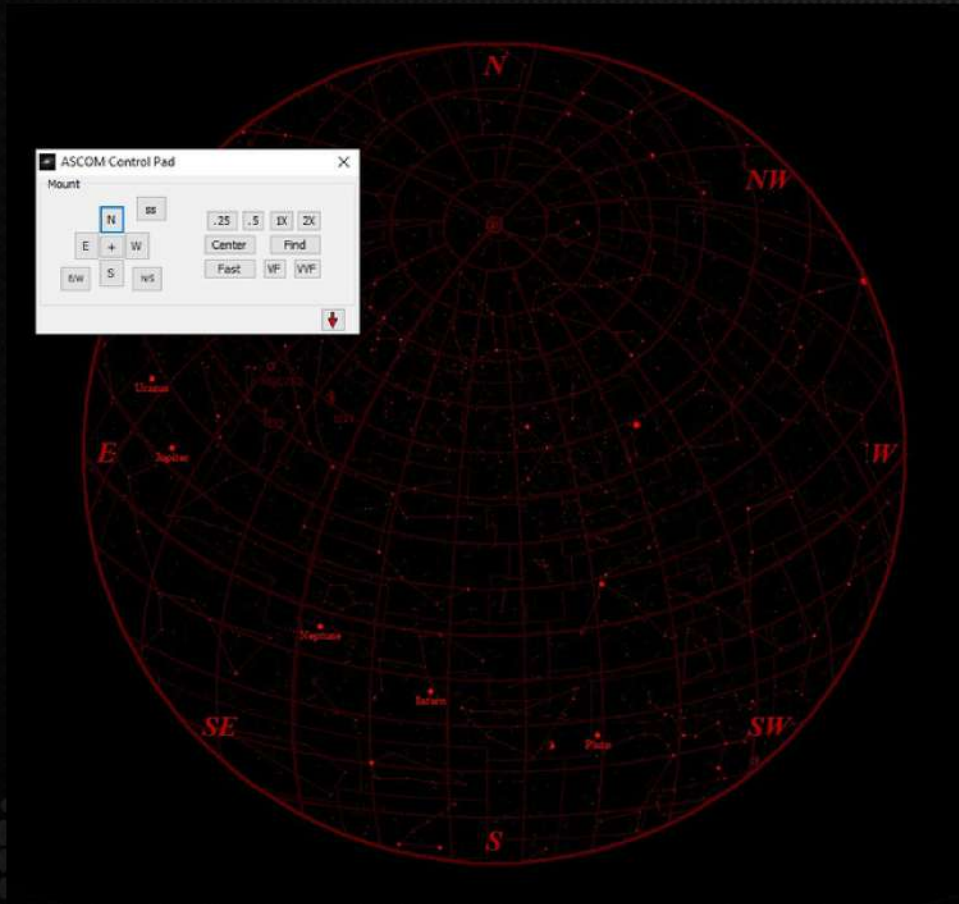 N
ASCOM Control Pad
Mount
N
ss
E
+
W
E/W
S
N/S
.25 .5 1X 2X
Center Find
Fast VF VVF
NW
Uranus
E
W
Jupiter
Neptune
Saturn
SE
SW
Pluto
S